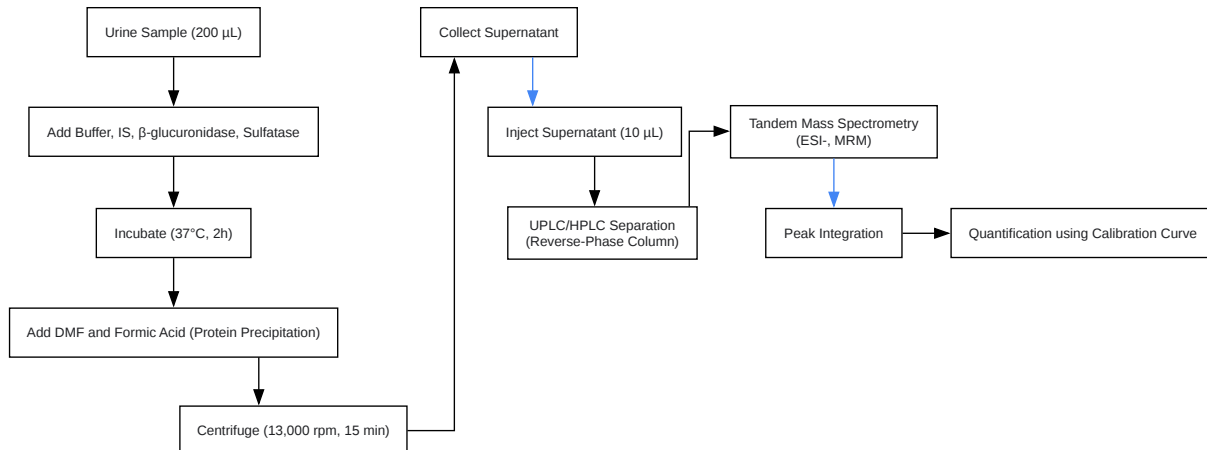 Urine Sample (200 µL)
Add Buffer, IS, β-glucuronidase, Sulfatase
Incubate (37°C, 2h)
Add DMF and Formic Acid (Protein Precipitation)
Centrifuge (13,000 rpm, 15 min)
Collect Supernatant
Inject Supernatant (10 µL)
UPLC/HPLC Separation
(Reverse-Phase Column)
Tandem Mass Spectrometry
(ESI-, MRM)
Peak Integration
Quantification using Calibration Curve